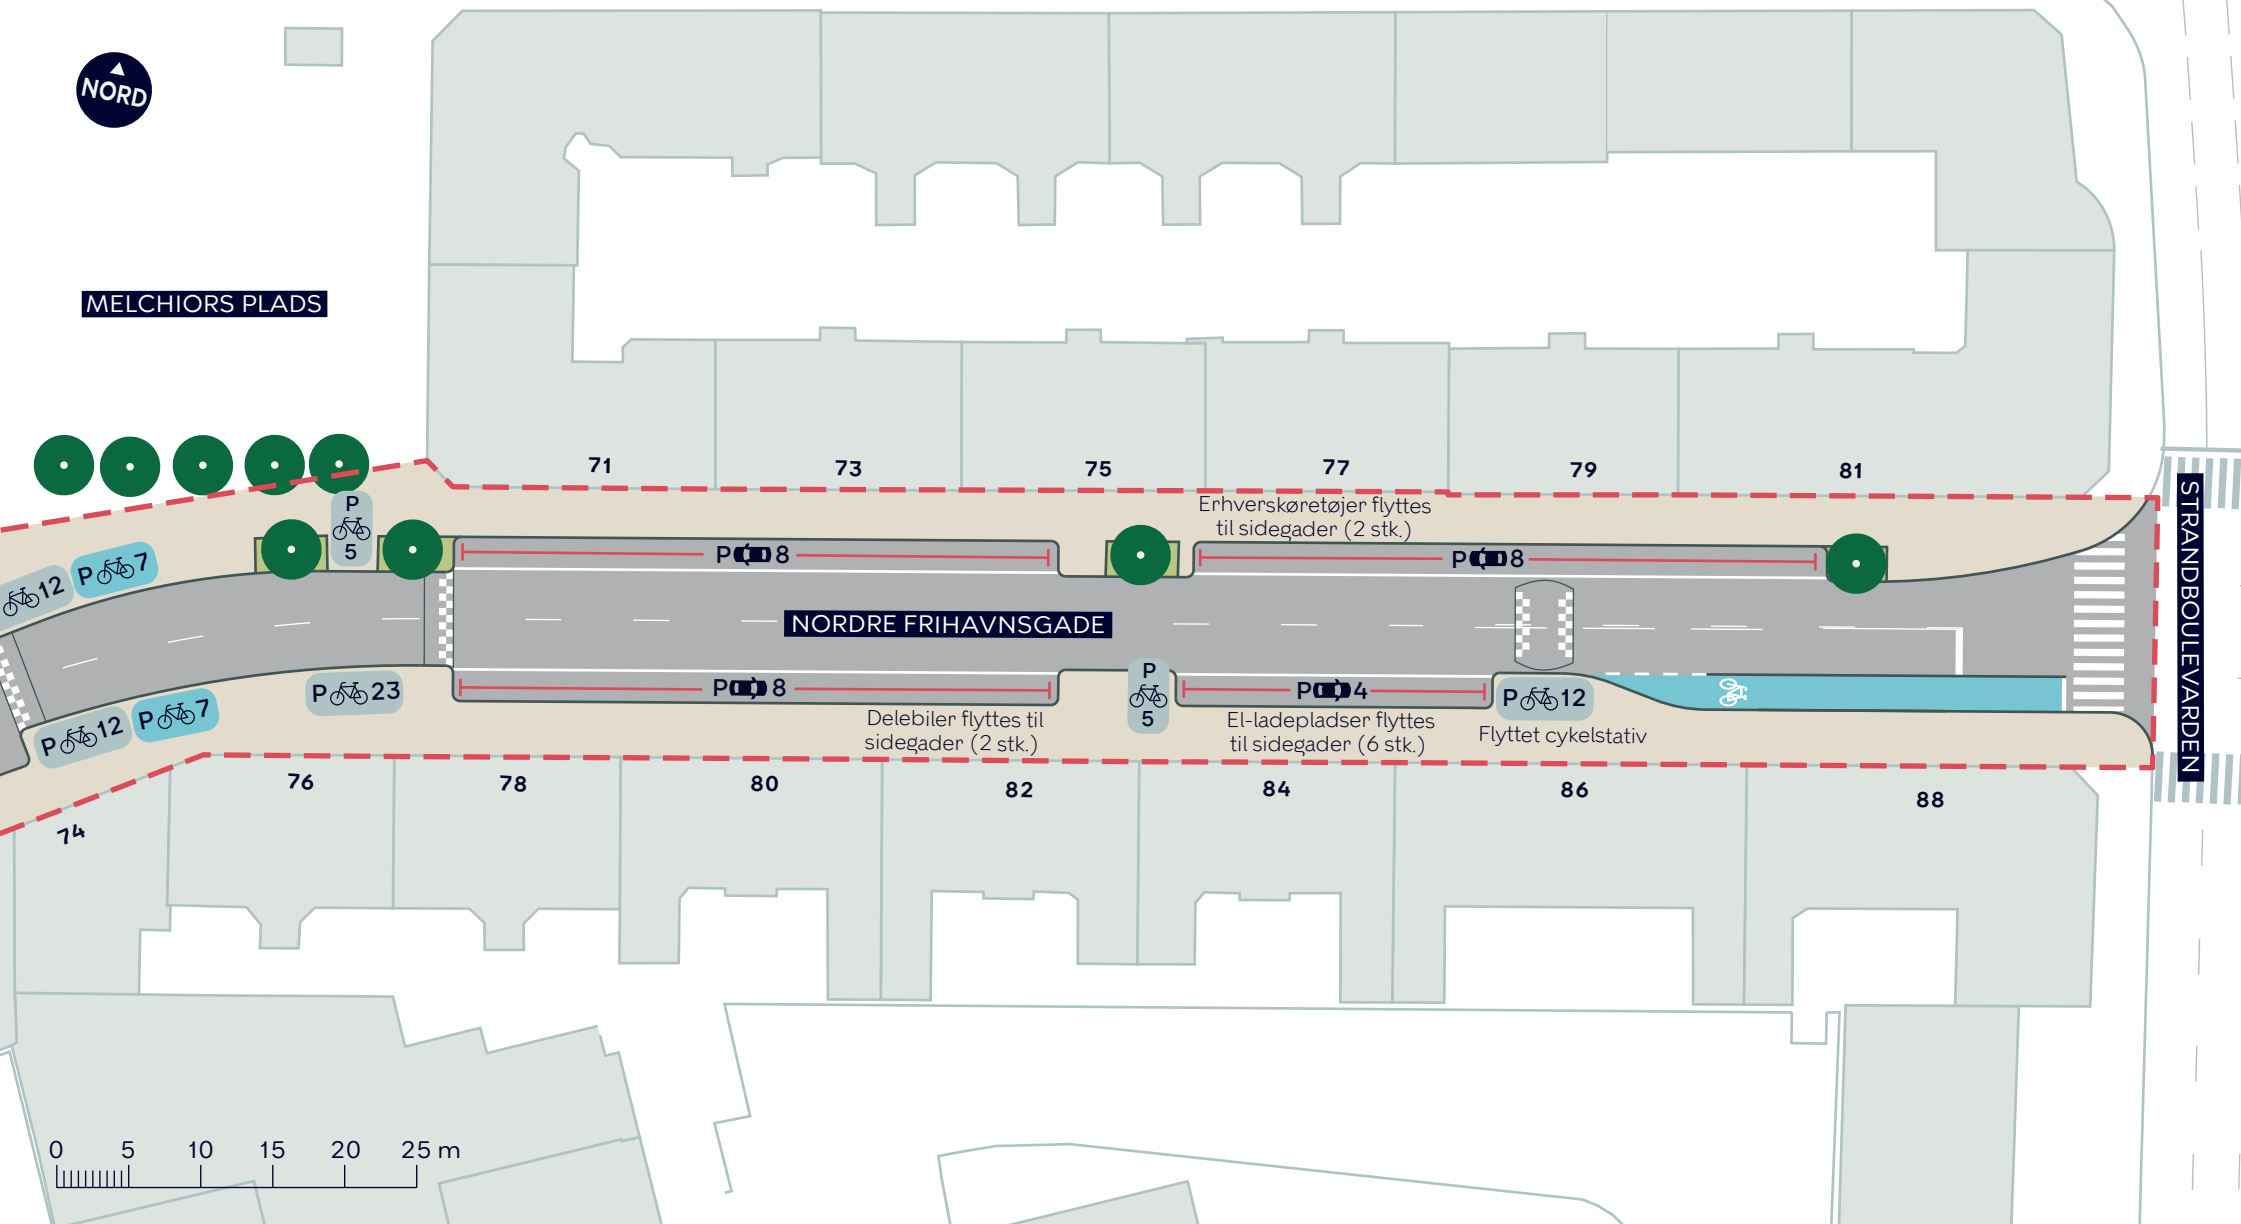 NORD
MELCHIORS PLADS
71
73
75
77
79
81
STRANDBOULEVARDEN
Erhverskøretøjer flyttes
til sidegader (2 stk.)
P
5
12
P 7
P 8
P 8
NORDRE FRIHAVNSGADE
P 12
P 7
P 23
P 8
P
5
P 4
P 12
Delebiler flyttes til
sidegader (2 stk.)
El-ladepladser flyttes
til sidegader (6 stk.)
Flyttet cykelstativ
74
76
78
80
82
84
86
88
0 5 10 15 20 25 m